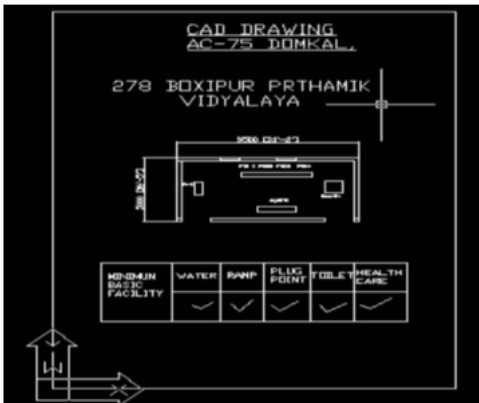 CAD DRAWING
AC-75 DOMKAL,
278 BOXIPUR PRTHAMIK
VIDYALAYA
MINIMUN
BASIC
FACILITY
WATER
RAMP
PLUG
POINT
TOILET
HEALTH
CARE
W
X